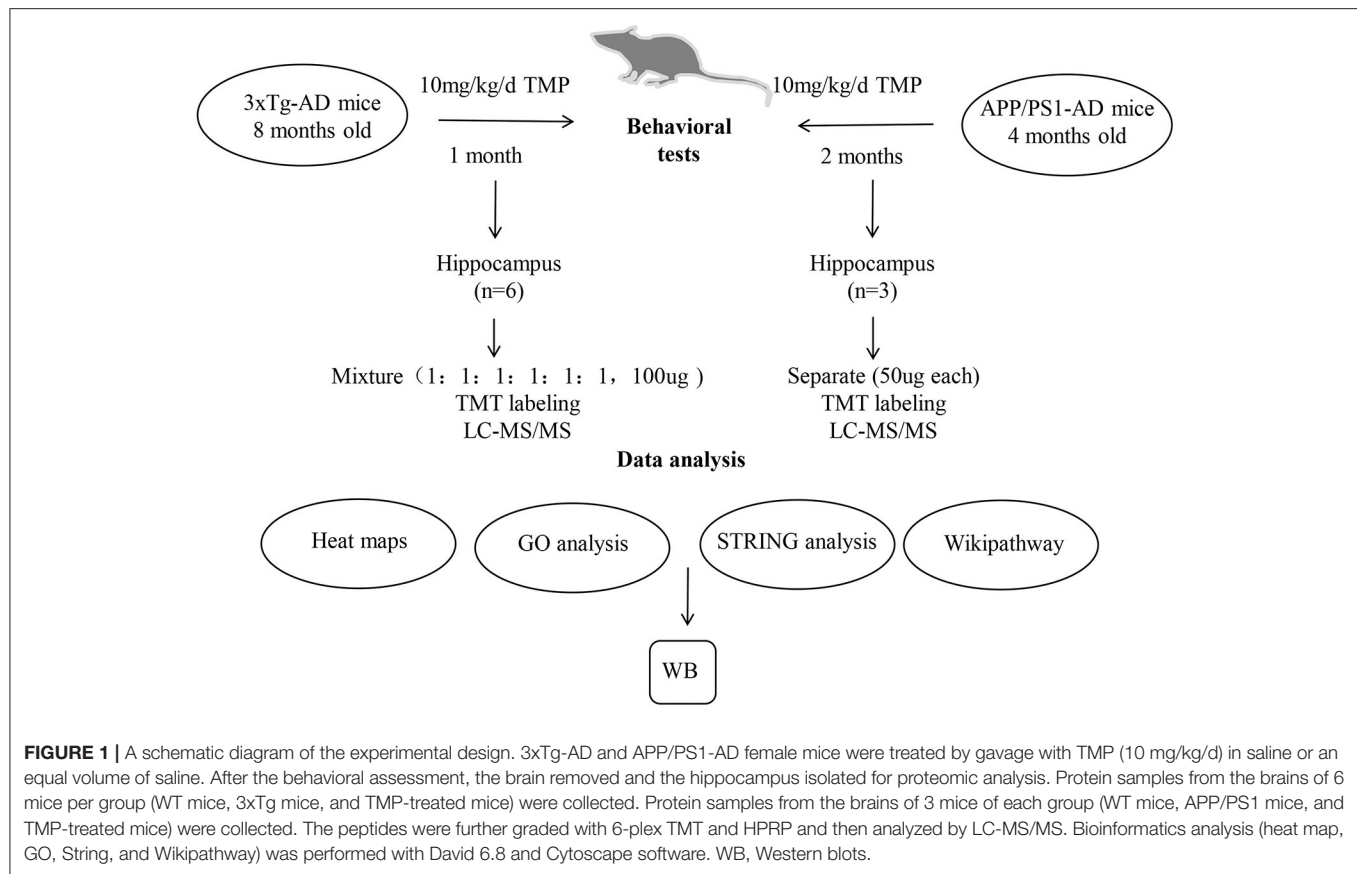 10mg/kg/d TMP
10mg/kg/d TMP
3xTg-AD mice
8 months old
APP/PS1-AD mice
4 months old
Behavioral
tests
1 month
2 months
Hippocampus
(n=6)
Hippocampus
(n=3)
Mixture（1：1：1：1：1：1，100ug ）
TMT labeling
LC-MS/MS
Separate (50ug each)
TMT labeling
LC-MS/MS
Data analysis
Heat maps
GO analysis
STRING analysis
Wikipathway
WB
FIGURE 1 | A schematic diagram of the experimental design. 3xTg-AD and APP/PS1-AD female mice were treated by gavage with TMP (10 mg/kg/d) in saline or an
equal volume of saline. After the behavioral assessment, the brain removed and the hippocampus isolated for proteomic analysis. Protein samples from the brains of 6
mice per group (WT mice, 3xTg mice, and TMP-treated mice) were collected. Protein samples from the brains of 3 mice of each group (WT mice, APP/PS1 mice, and
TMP-treated mice) were collected. The peptides were further graded with 6-plex TMT and HPRP and then analyzed by LC-MS/MS. Bioinformatics analysis (heat map,
GO, String, and Wikipathway) was performed with David 6.8 and Cytoscape software. WB, Western blots.